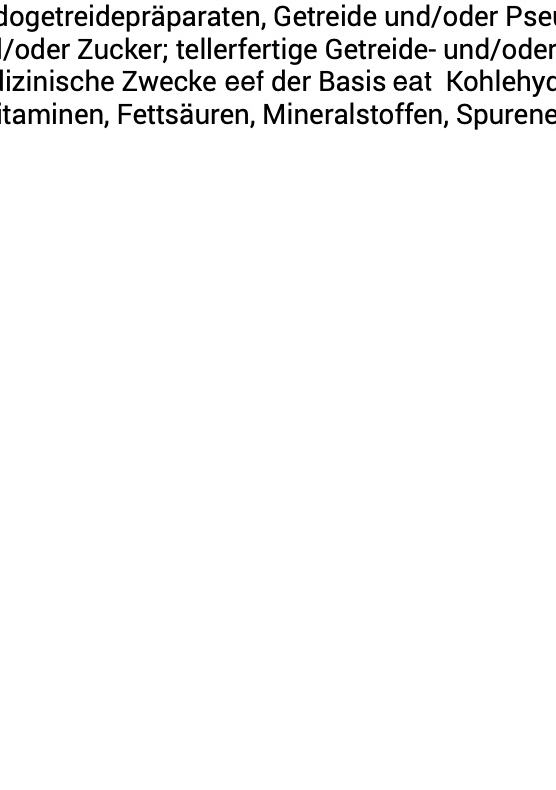 dogetreidepräparaten, Getreide und/oder Pseu
l/oder Zucker; tellerfertige Getreide- und/oder
dizinische Zwecke eef der Basis eat Kohlehyd
itaminen, Fettsäuren, Mineralstoffen, Spurene